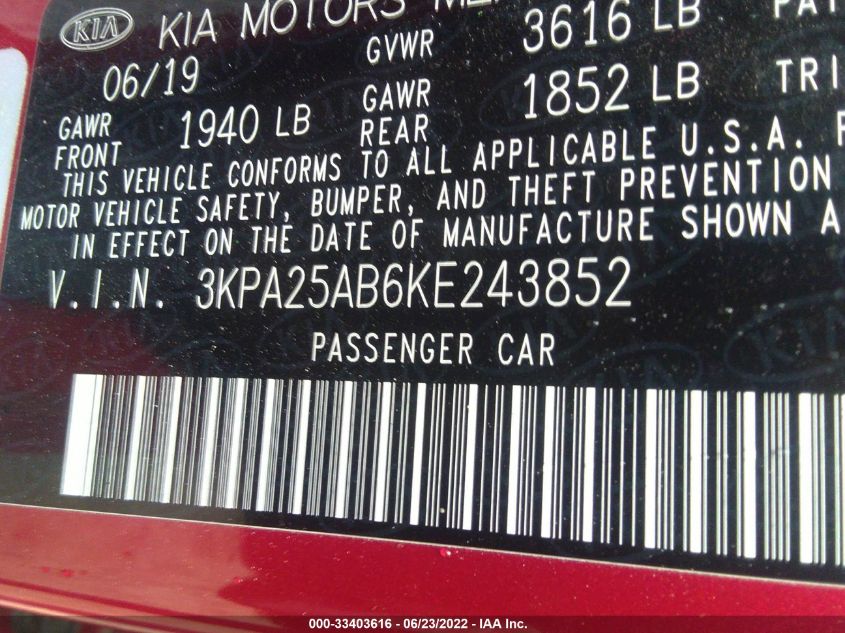 KIA KIA MOTORS
06/19 GVWR 3616 LB
GAWR FRONT 1940 LB GAWR REAR 1852 LB TRI
THIS VEHICLE CONFORMS TO ALL APPLICABLE U.S.A. F
MOTOR VEHICLE SAFETY, BUMPER, AND THEFT PREVENTION
IN EFFECT ON THE DATE OF MANUFACTURE SHOWN A
V.I.N. 3KPA25AB6KE243852
PASSENGER CAR
000-33403616 - 06/23/2022 - IAA Inc.